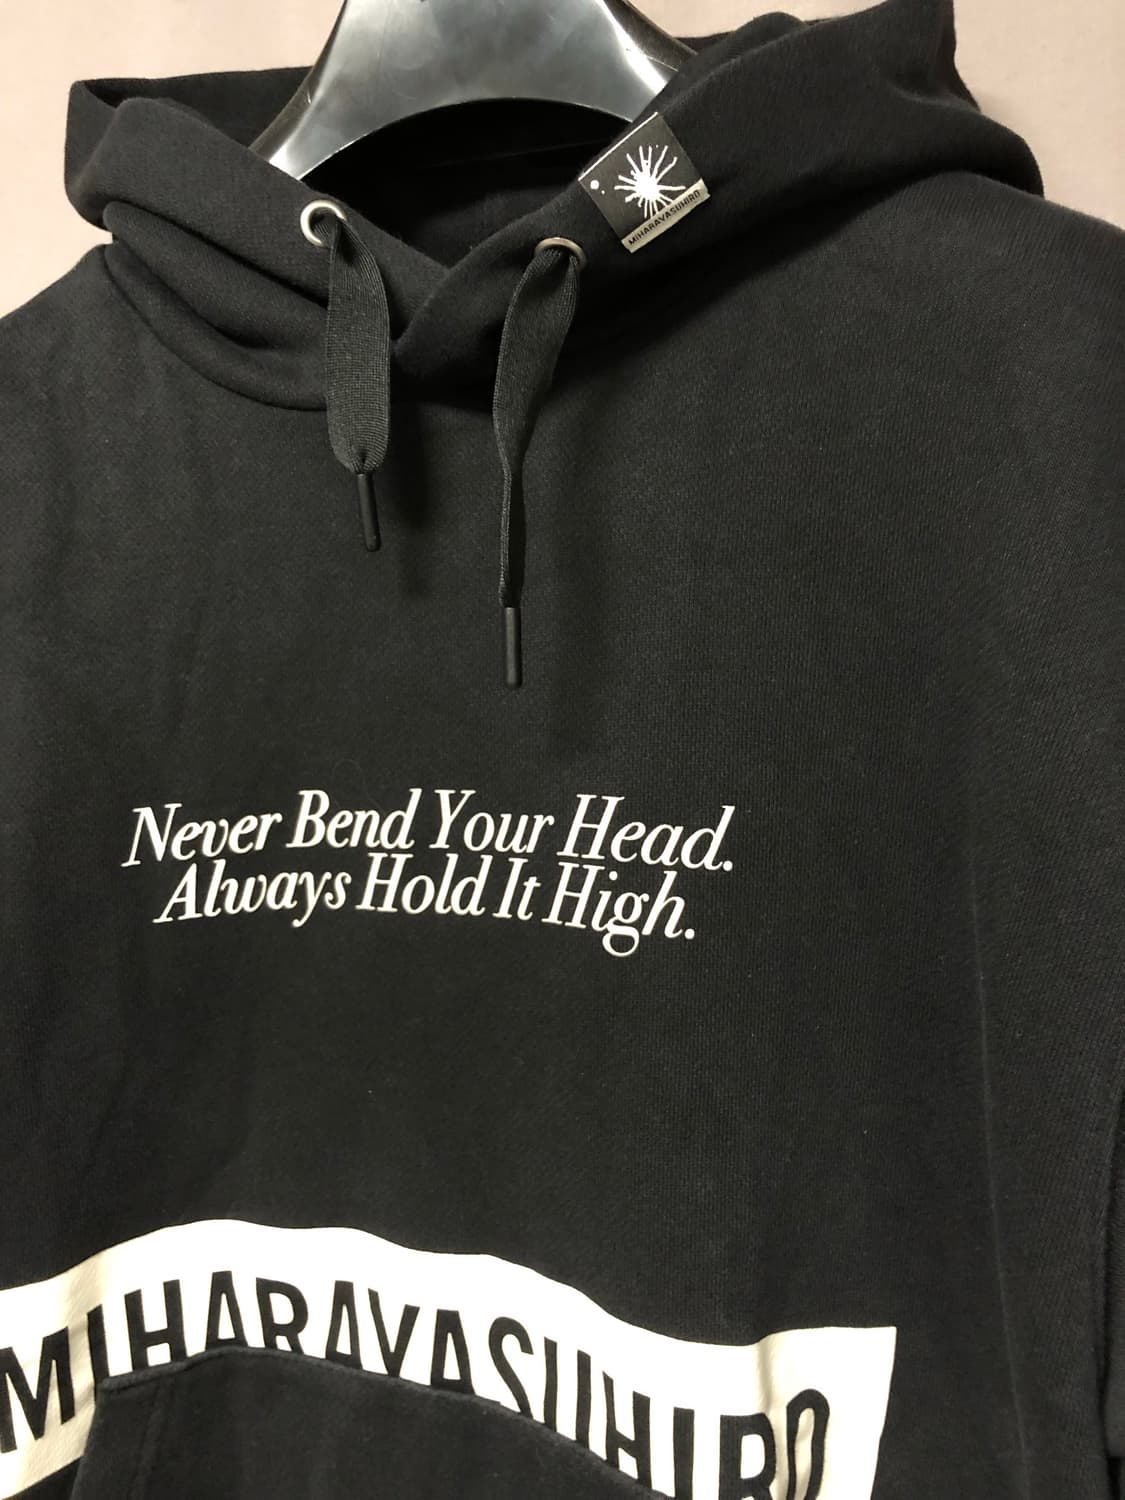 MIHARAYASUHIRO
Never Bend Your Head.
Always Hold It High.
MIHARAYASUHIRO